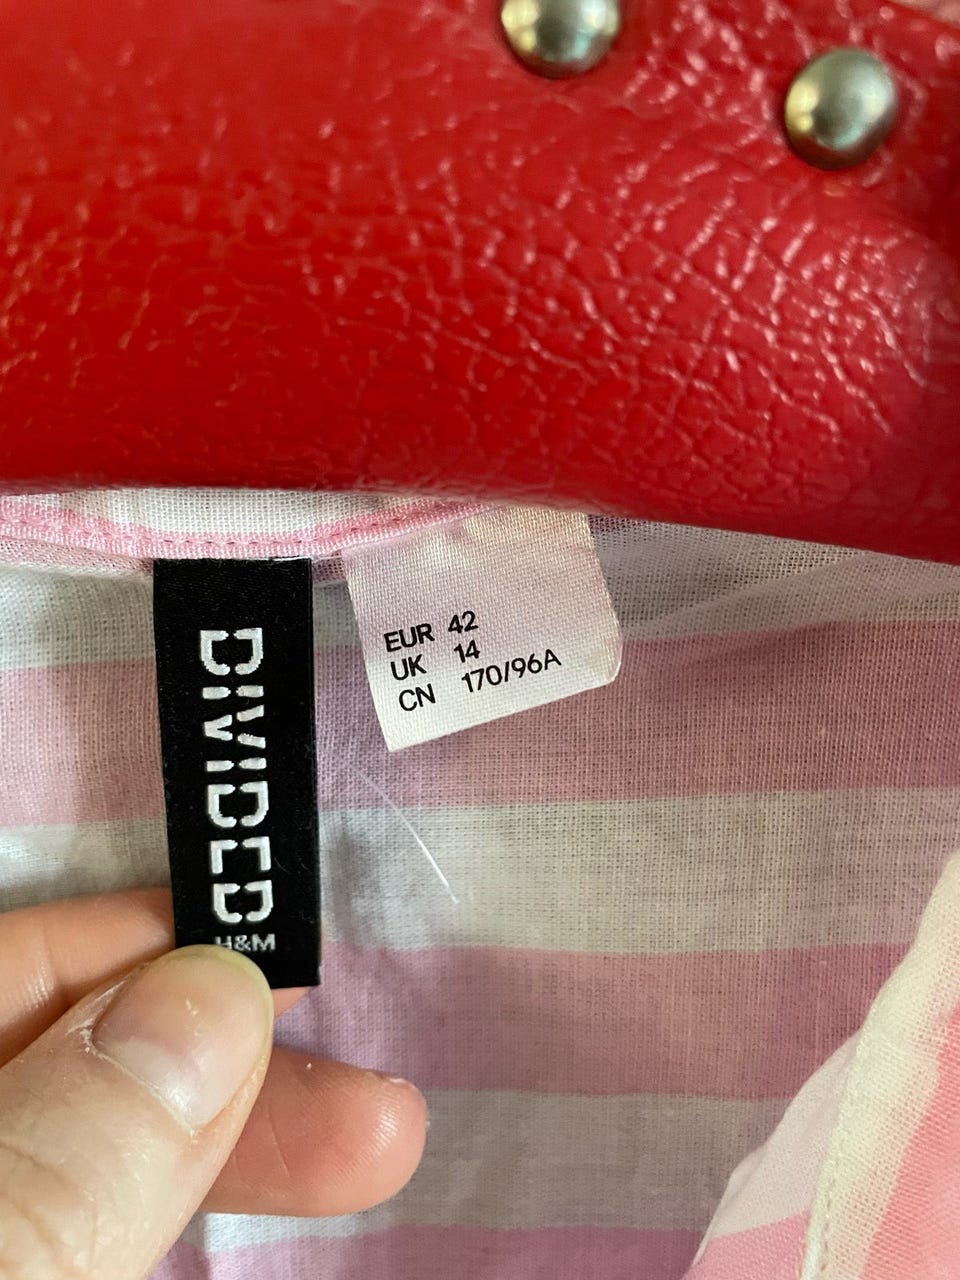 DIVIDED
H&M
EUR 42
UK 14
CN 170/96A